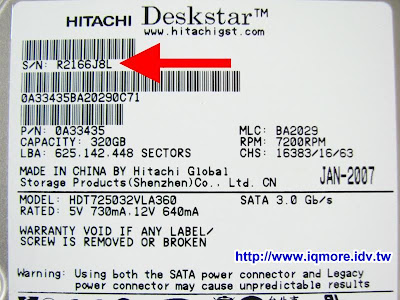 HITACHI Deskstar™
www.hitachigst.com
S/N: R2166J8L
0A33435BA20290C71
P/N: 0A33435 MLC: BA2029
CAPACITY: 320GB RPM: 7200RPM
LBA: 625.142.448 SECTORS CHS: 16383/16/63
MADE IN CHINA BY Hitachi Global
Storage Products(Shenzhen)Co., Ltd CN JAN-2007
MODEL: HDT725032VLA360 SATA 3.0 Gb/s
RATED: 5V 730mA.12V 640mA
WARRANTY VOID IF ANY LABEL/
SCREW IS REMOVED OR BROKEN
http://www.iqmore.idv.tw
Warning: Using both the SATA power connector and Legacy
power connector may cause unpredictable results.